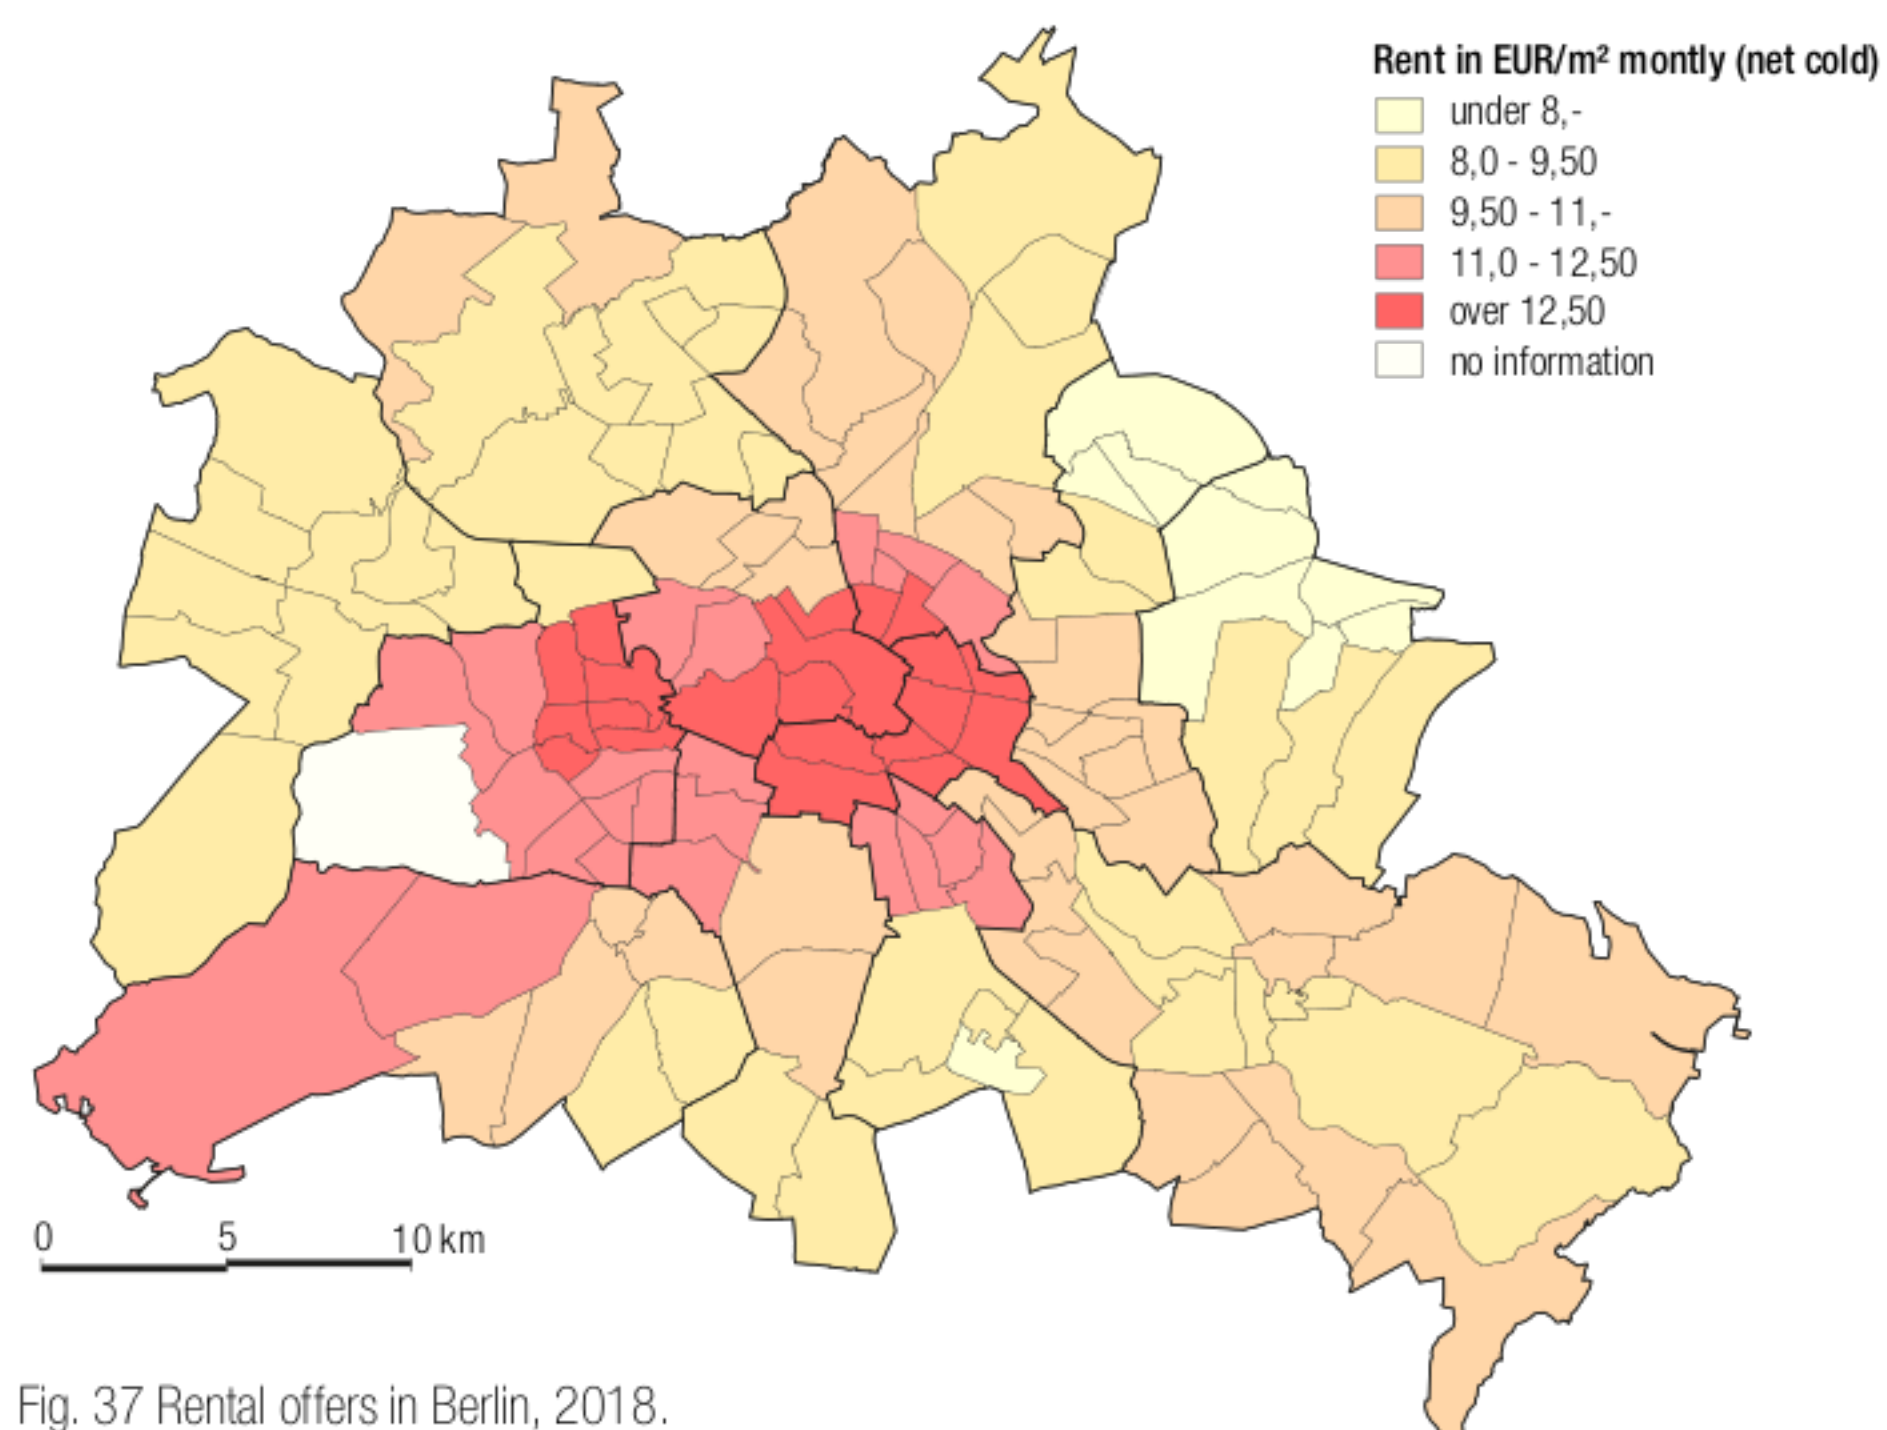 Rent in EUR/m² montly (net cold)
under 8,-
8,0 - 9,50
9,50 - 11,-
11,0 - 12,50
over 12,50
no information
0 5 10 km
Fig. 37 Rental offers in Berlin, 2018.